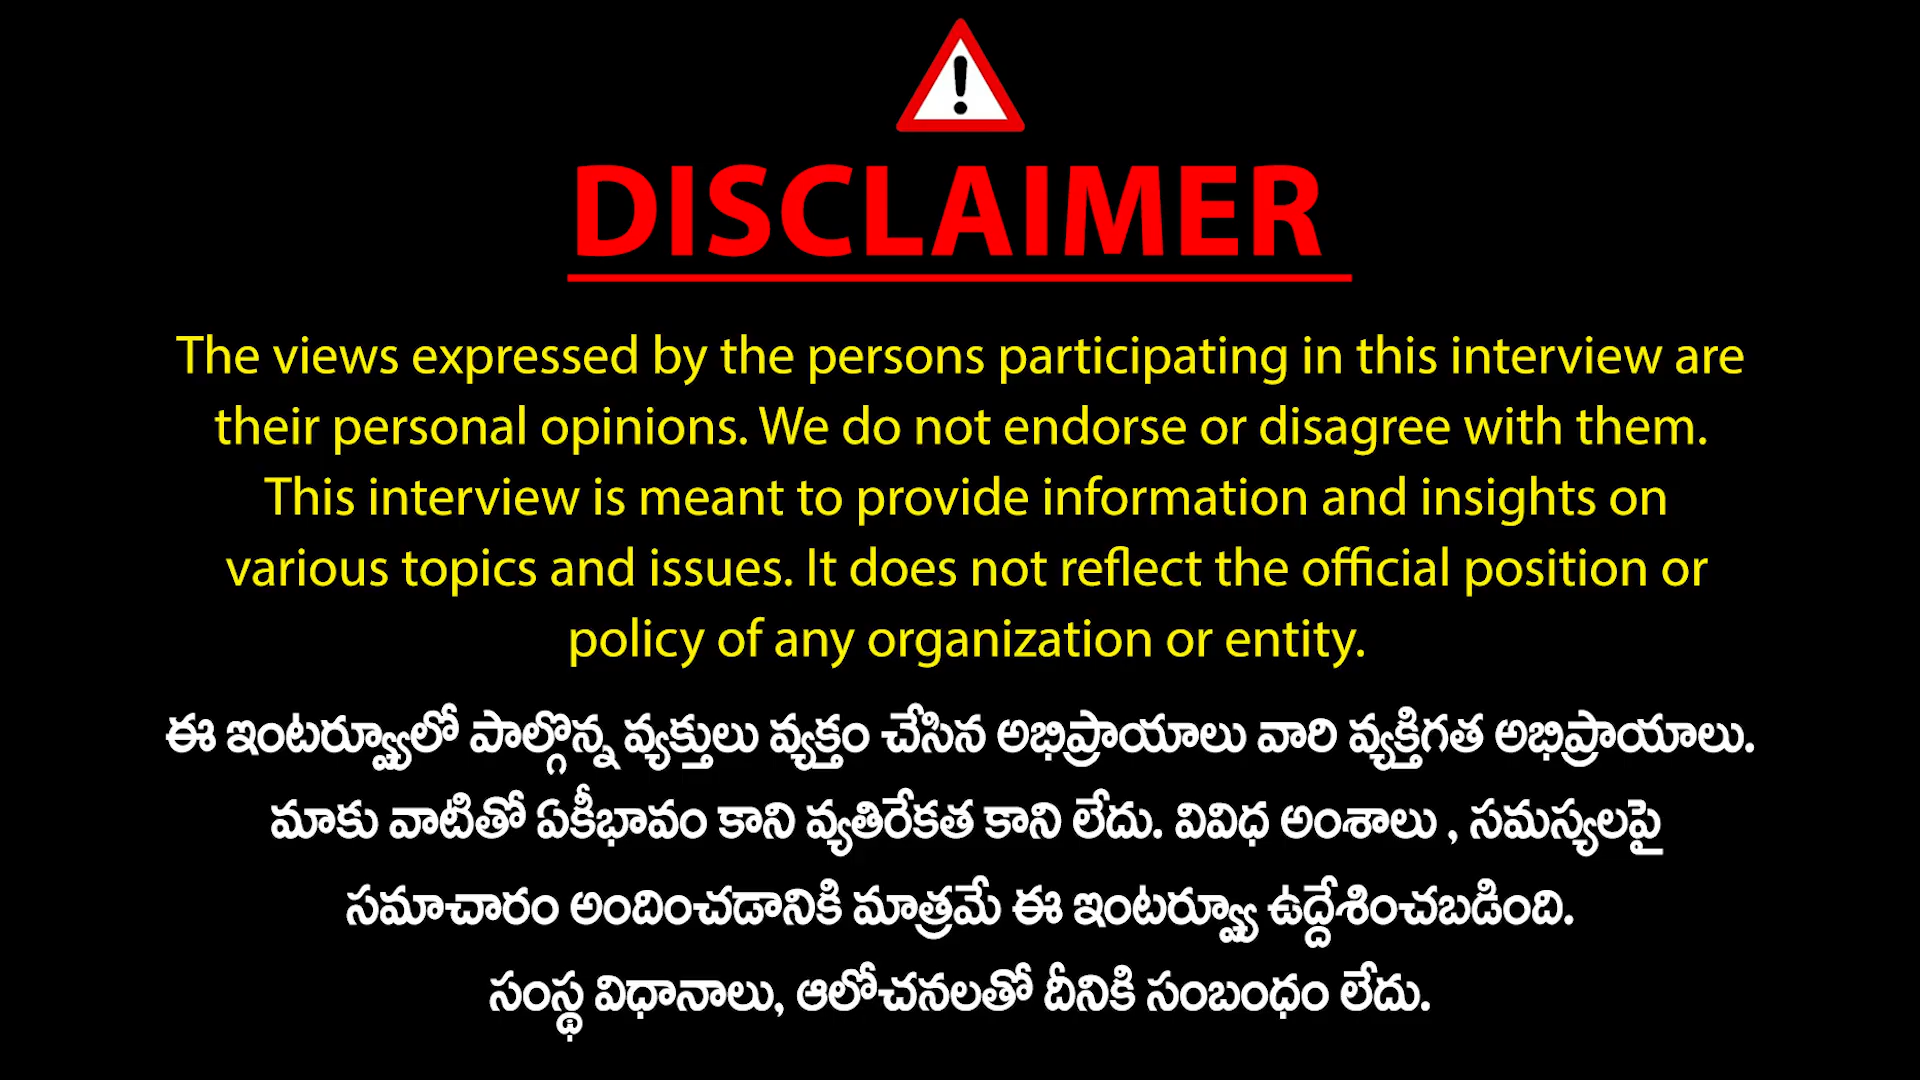 DISCLAIMER
The views expressed by the persons participating in this interview are
their personal opinions. We do not endorse or disagree with them.
This interview is meant to provide information and insights on
various topics and issues. It does not reflect the official position or
policy of any organization or entity.
ఈ ఇంటర్వ్యూలో పాల్గొన్న వ్యక్తులు వ్యక్తం చేసిన అభిప్రాయాలు వారి వ్యక్తిగత అభిప్రాయాలు.
మాకు వాటితో ఏకీభావం కాని వ్యతిరేకత కాని లేదు. వివిధ అంశాలు , సమస్యలపై
సమాచారం అందించడానికి మాత్రమే ఈ ఇంటర్వ్యూ ఉద్దేశించబడింది.
సంస్థ విధానాలు, ఆలోచనలతో దీనికి సంబంధం లేదు.